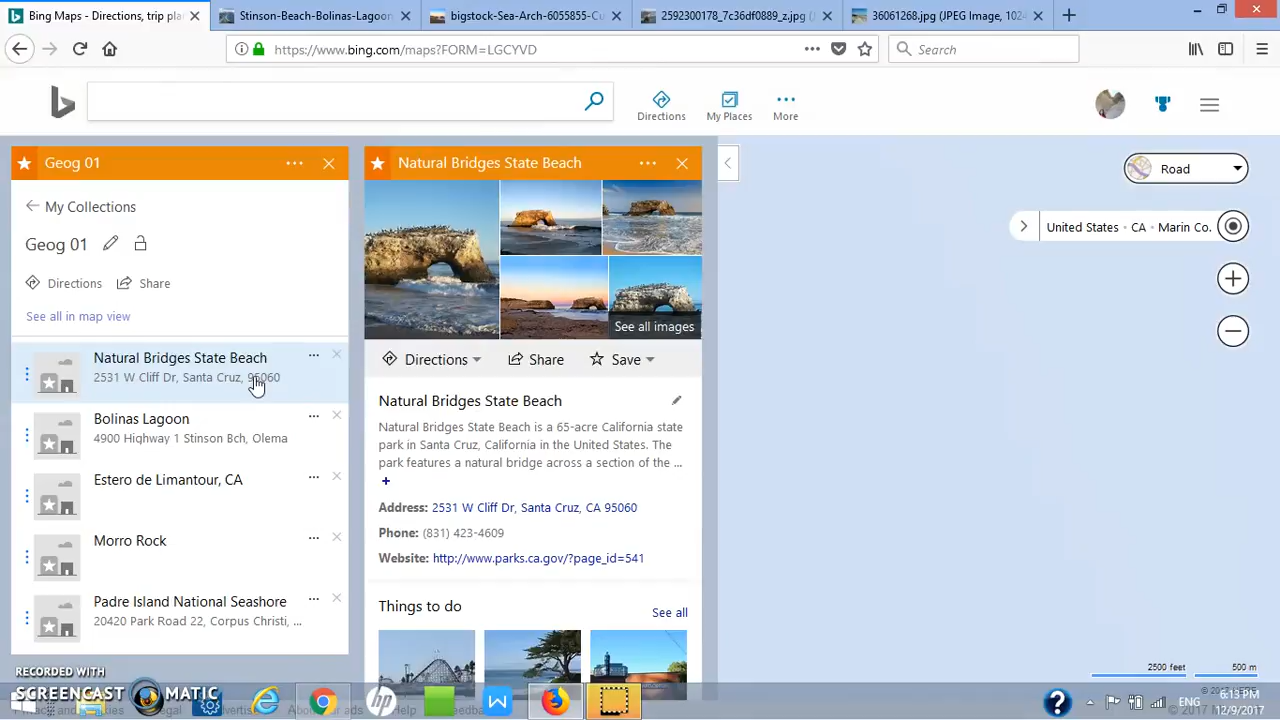 Bing Maps - Directions, trip pla
Stinson-Beach-Bolinas-Lagoon
bigstock-Sea-Arch-6055855-Cu
2592300178_7c36df0889_z.jpg (
36061268.jpg (JPEG Image, 102
https://www.bing.com/maps?FORM=LGCYVD
Search
Directions
My Places
More
Geog 01
My Collections
Geog 01
Directions
Share
See all in map view
Natural Bridges State Beach
2531 W Cliff Dr, Santa Cruz, 95060
Bolinas Lagoon
4900 Highway 1 Stinson Bch, Olema
Estero de Limantour, CA
Morro Rock
Padre Island National Seashore
20420 Park Road 22, Corpus Christi, ...
Natural Bridges State Beach
See all images
Directions
Share
Save
Natural Bridges State Beach
Natural Bridges State Beach is a 65-acre California state
park in Santa Cruz, California in the United States. The
park features a natural bridge across a section of the ...
Address: 2531 W Cliff Dr, Santa Cruz, CA 95060
Phone: (831) 423-4609
Website: http://www.parks.ca.gov/?page_id=541
Things to do
See all
Road
United States · CA · Marin Co.
2500 feet
500 m
RECORDED WITH
SCREENCAST MATIC
ENG
6:13 PM
12/9/2017